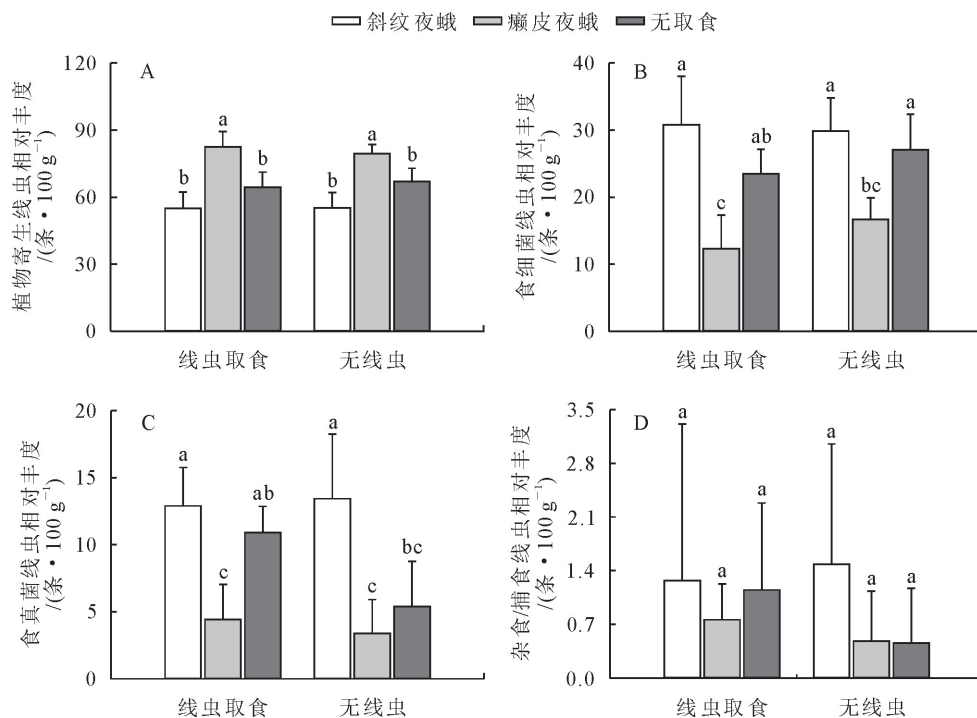 斜纹夜蛾 癞皮夜蛾 无取食
A
植物寄生线虫相对丰度
/(条·100 g⁻¹)
120
90
60
30
0
b a b b a b
线虫取食 无线虫
B
食细菌线虫相对丰度
/(条·100 g⁻¹)
40
30
20
10
0
a c ab a bc a
线虫取食 无线虫
C
食真菌线虫相对丰度
/(条·100 g⁻¹)
20
15
10
5
0
a c ab a c bc
线虫取食 无线虫
D
杂食/捕食线虫相对丰度
/(条·100 g⁻¹)
3.5
2.8
2.1
1.4
0.7
0.0
a a a a a a
线虫取食 无线虫